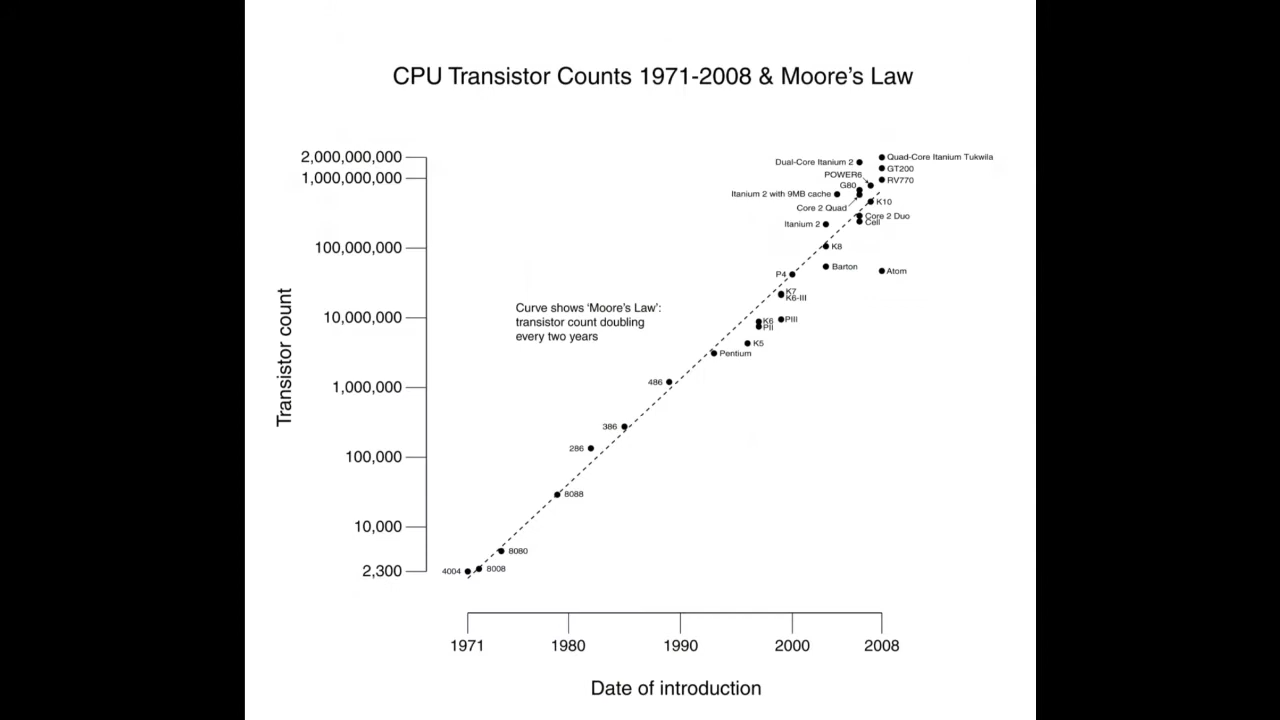 CPU Transistor Counts 1971-2008 & Moore's Law
2,000,000,000
1,000,000,000
100,000,000
10,000,000
1,000,000
100,000
10,000
2,300
Transistor count
Curve shows 'Moore's Law':
transistor count doubling
every two years
Quad-Core Itanium Tukwila
Dual-Core Itanium 2
GT200
POWER6
RV770
G80
Itanium 2 with 9MB cache
K10
Core 2 Quad
Core 2 Duo
Cell
Itanium 2
K8
Barton
Atom
P4
K7
K6-III
K6
PIII
PII
K5
Pentium
486
386
286
8088
8080
8008
4004
1971
1980
1990
2000
2008
Date of introduction